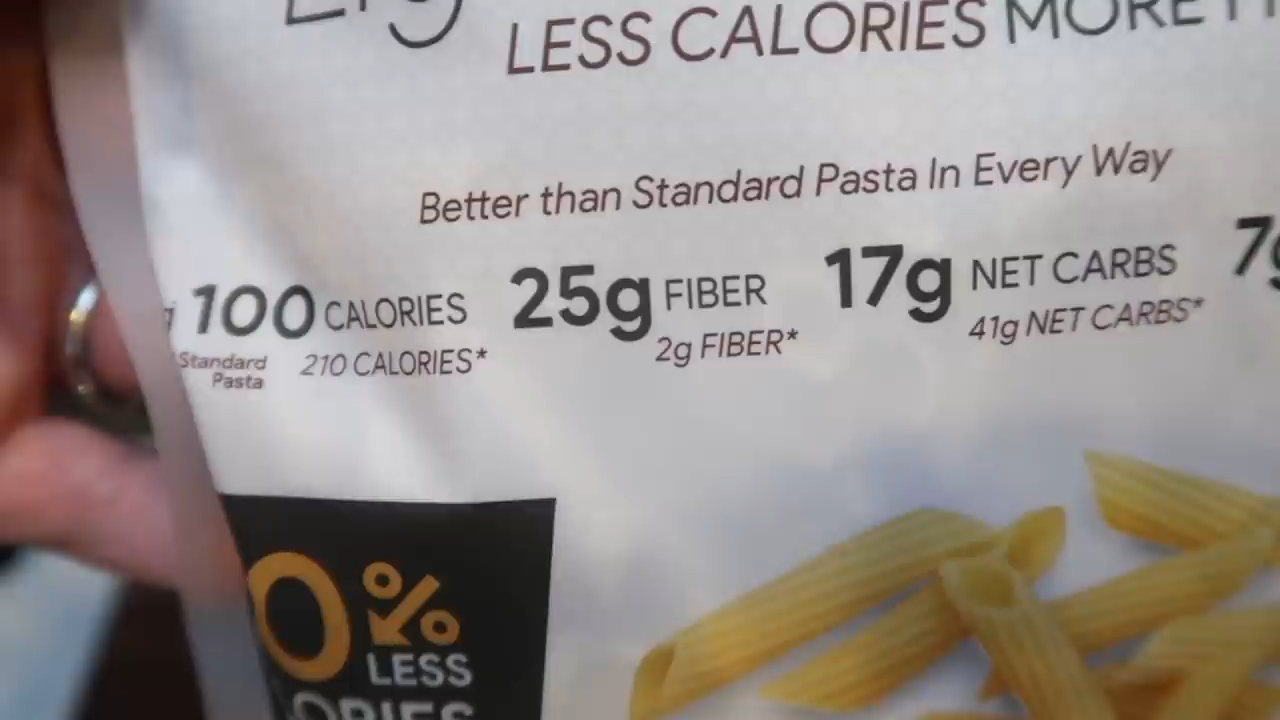 LESS CALORIES MORE
Better than Standard Pasta In Every Way
100 CALORIES 25g FIBER 17g NET CARBS
Standard Pasta 210 CALORIES* 2g FIBER* 41g NET CARBS*
0%
LESS